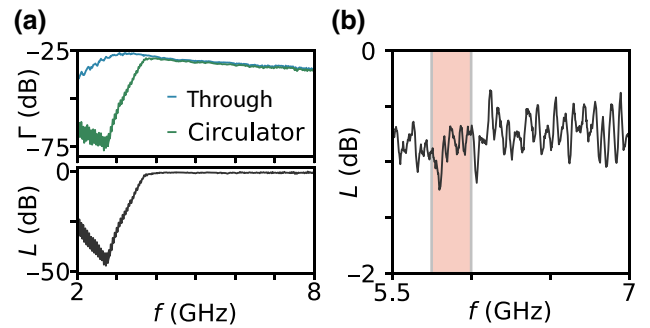 (a)
−25
Γ (dB)
−75
Through
Circulator
0
L (dB)
−50
2
8
f (GHz)
(b)
0
L (dB)
−2
5.5
7
f (GHz)